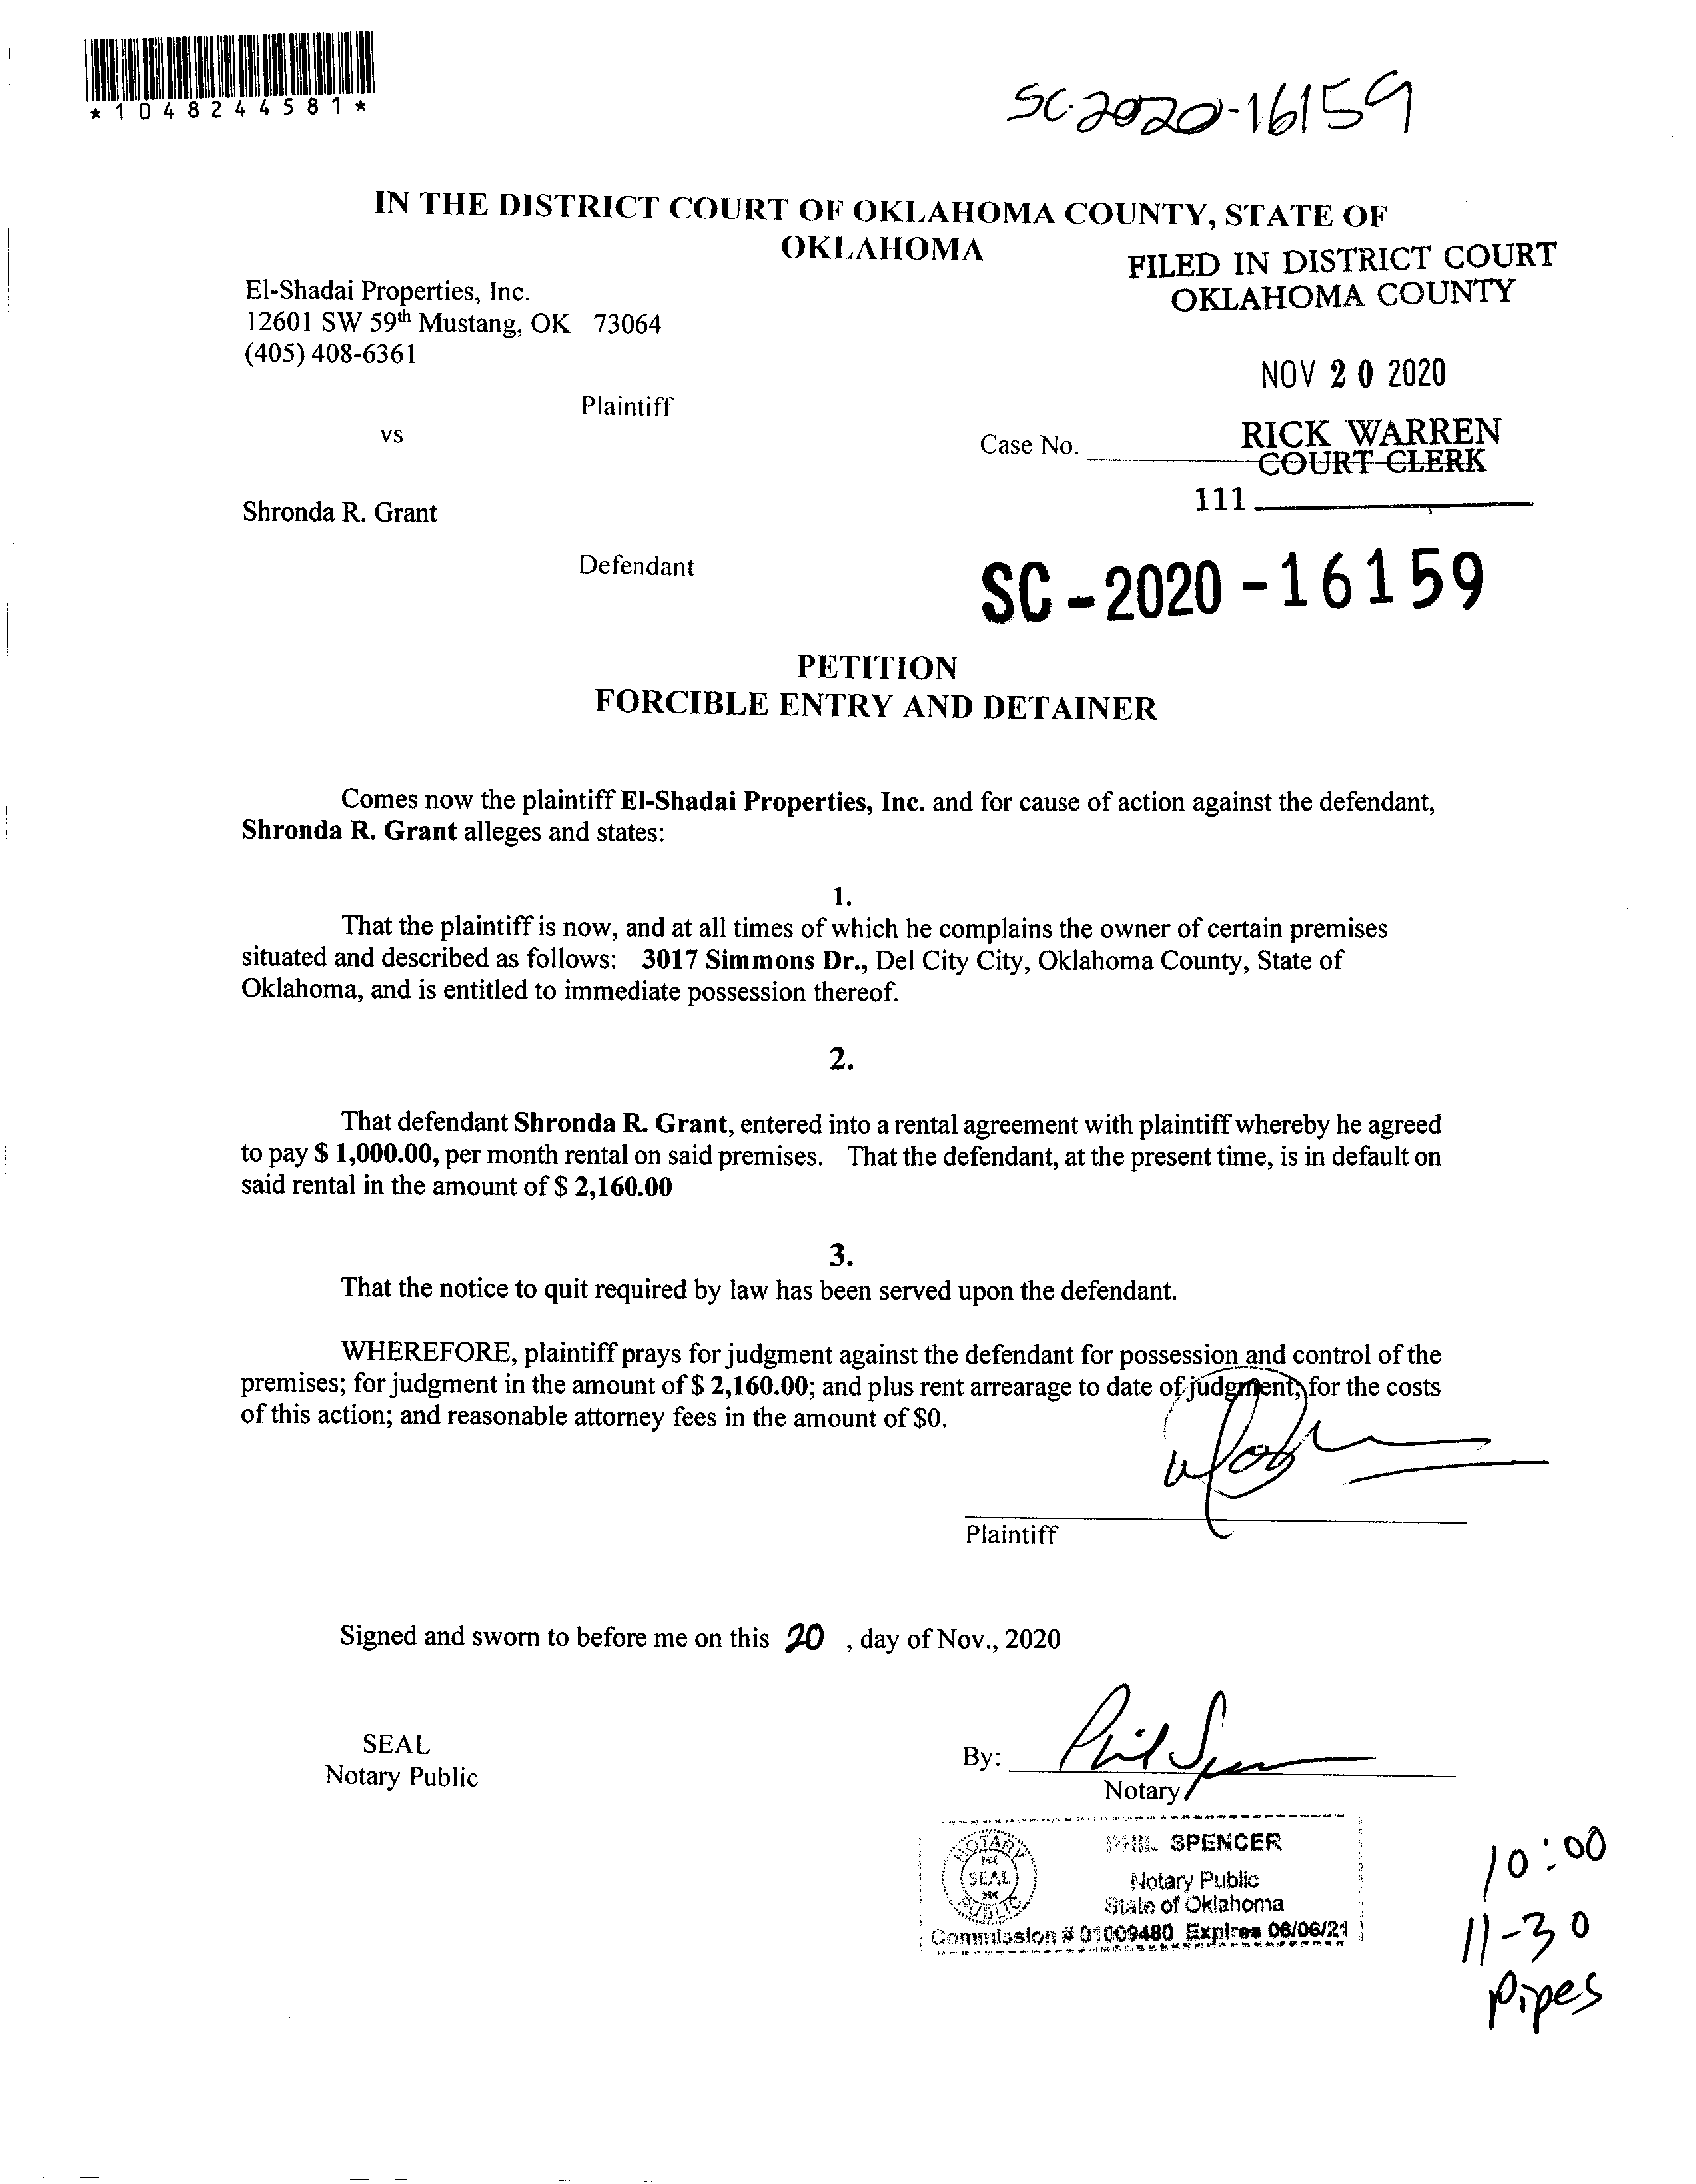 *1048244581*
SC-2020-16159
IN THE DISTRICT COURT OF OKLAHOMA COUNTY, STATE OF
OKLAHOMA
FILED IN DISTRICT COURT
OKLAHOMA COUNTY
El-Shadai Properties, Inc.
12601 SW 59th Mustang, OK 73064
(405) 408-6361
NOV 20 2020
Plaintiff
vs
Case No.
RICK WARREN
COURT CLERK
111
Shronda R. Grant
Defendant
SC-2020-16159
PETITION
FORCIBLE ENTRY AND DETAINER
Comes now the plaintiff El-Shadai Properties, Inc. and for cause of action against the defendant,
Shronda R. Grant alleges and states:
1.
That the plaintiff is now, and at all times of which he complains the owner of certain premises
situated and described as follows: 3017 Simmons Dr., Del City City, Oklahoma County, State of
Oklahoma, and is entitled to immediate possession thereof.
2.
That defendant Shronda R. Grant, entered into a rental agreement with plaintiff whereby he agreed
to pay $ 1,000.00, per month rental on said premises. That the defendant, at the present time, is in default on
said rental in the amount of $ 2,160.00
3.
That the notice to quit required by law has been served upon the defendant.
WHEREFORE, plaintiff prays for judgment against the defendant for possession and control of the
premises; for judgment in the amount of $ 2,160.00; and plus rent arrearage to date of judgment; for the costs
of this action; and reasonable attorney fees in the amount of $0.
Plaintiff
Signed and sworn to before me on this 20 , day of Nov., 2020
SEAL
Notary Public
By:
Phil Spencer
Notary
NOTARY
SEAL
PUBLIC
PHIL SPENCER
Notary Public
State of Oklahoma
Commission # 01009480 Expires 06/06/21
10:00
11-30
Pipes